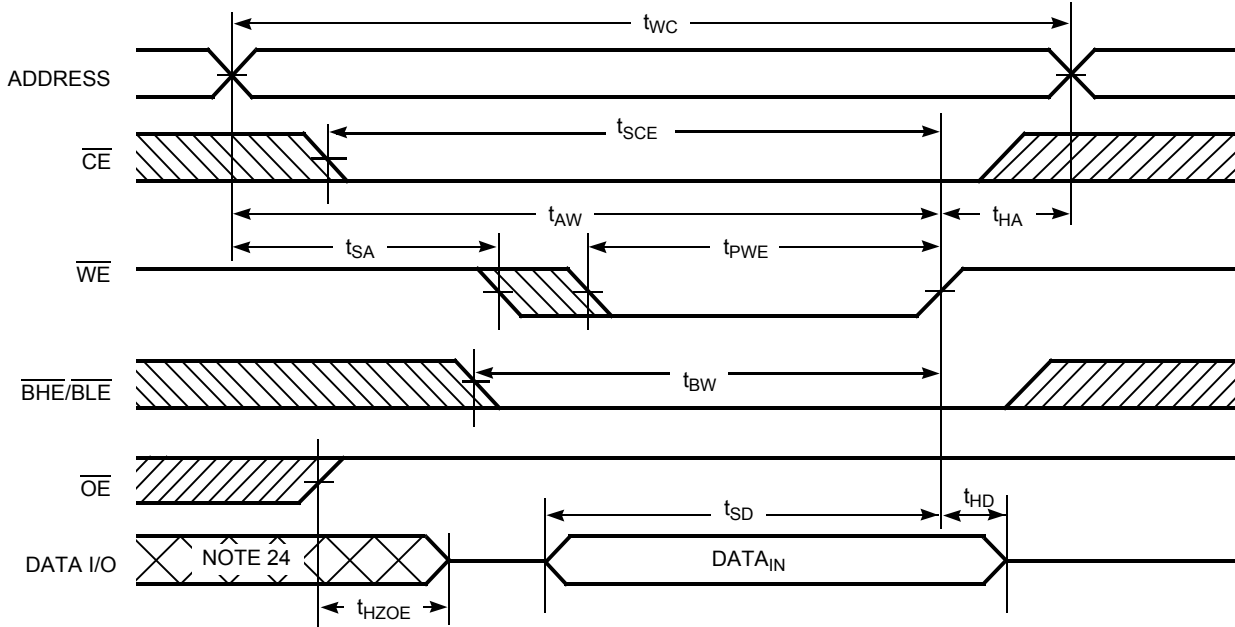 tWC
ADDRESS
tSCE
CE
tAW
tHA
tSA
tPWE
WE
tBW
BHE/BLE
OE
tSD
tHD
DATA I/O
NOTE 24
DATAIN
tHZOE